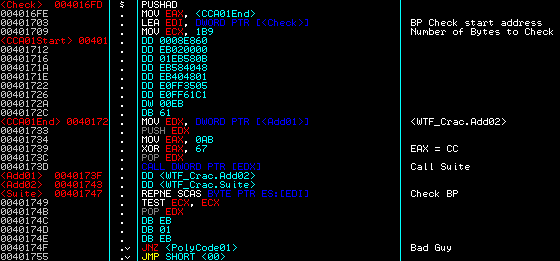 <Check> 004016FD $ PUSHAD
004016FE . MOV EAX, <CCA01End>
00401703 . LEA EDI, DWORD PTR [<Check>] BP Check start address
00401709 . MOV ECX, 1B9 Number of Bytes to Check
<CCA01Start> 00401 . DD 0008E860
00401712 . DD EB020000
00401716 . DD 01EB580B
0040171A . DD EB584048
0040171E . DD EB404801
00401722 . DD E0FF3505
00401726 . DD E0FF61C1
0040172A . DW 00EB
0040172C . DB 61
<CCA01End> 0040172 . MOV EDX, DWORD PTR [<Add01>] <WTF_Crac.Add02>
00401733 . PUSH EDX
00401734 . MOV EAX, 0AB
00401739 . XOR EAX, 67 EAX = CC
0040173C . POP EDX
0040173D . CALL DWORD PTR [EDX] Call Suite
<Add01> 0040173F . DD <WTF_Crac.Add02>
<Add02> 00401743 . DD <WTF_Crac.Suite>
<Suite> 00401747 . REPNE SCAS BYTE PTR ES:[EDI] Check BP
00401749 . TEST ECX, ECX
0040174B . POP EDX
0040174C . DB EB
0040174D . DB 01
0040174E . DB EB
0040174F . JNZ <PolyCode01> Bad Guy
00401755 . JMP SHORT <00>